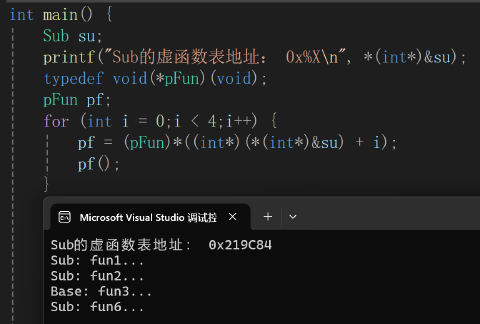 int main() {
Sub su;
printf("Sub的虚函数表地址： 0x%X\n", *(int*)&su);
typedef void(*pFun)(void);
pFun pf;
for (int i = 0;i < 4;i++) {
pf = (pFun)*((int*)(*(int*)&su) + i);
pf();
}
Microsoft Visual Studio 调试控
Sub的虚函数表地址： 0x219C84
Sub: fun1...
Sub: fun2...
Base: fun3...
Sub: fun6...